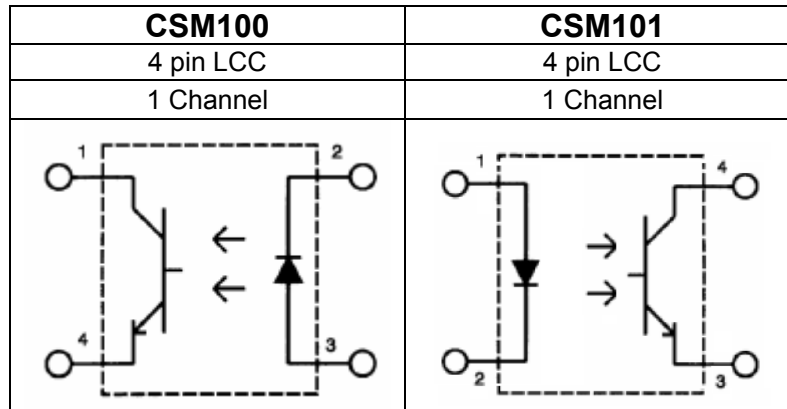 CSM100 CSM101
4 pin LCC 4 pin LCC
1 Channel 1 Channel
1 2 1 4
4 3 2 3